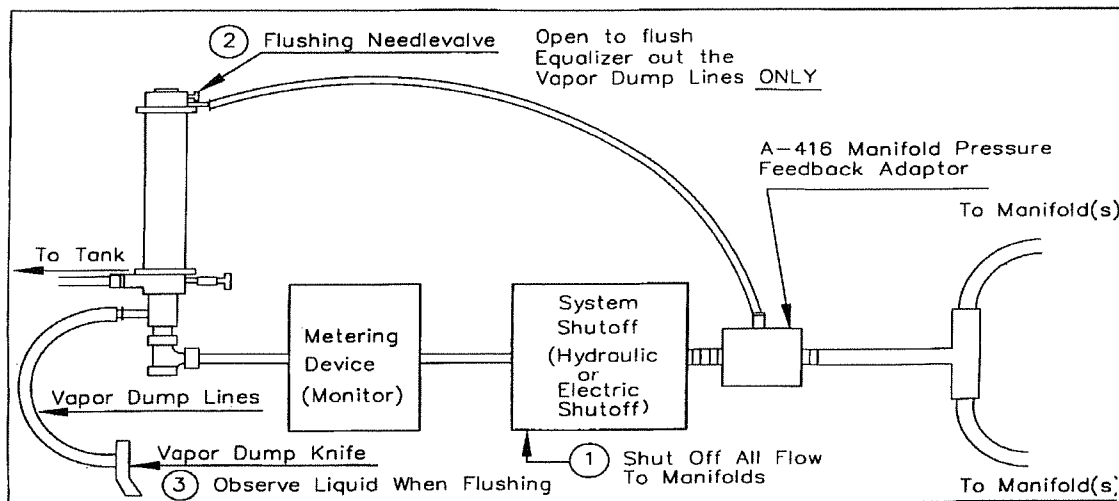 2 Flushing Needlevalve
Open to flush
Equalizer out the
Vapor Dump Lines ONLY
A-416 Manifold Pressure
Feedback Adaptor
To Manifold(s)
To Tank
Metering
Device
(Monitor)
System
Shutoff
(Hydraulic
or
Electric
Shutoff)
Vapor Dump Lines
Vapor Dump Knife
3 Observe Liquid When Flushing
1 Shut Off All Flow
To Manifolds
To Manifold(s)